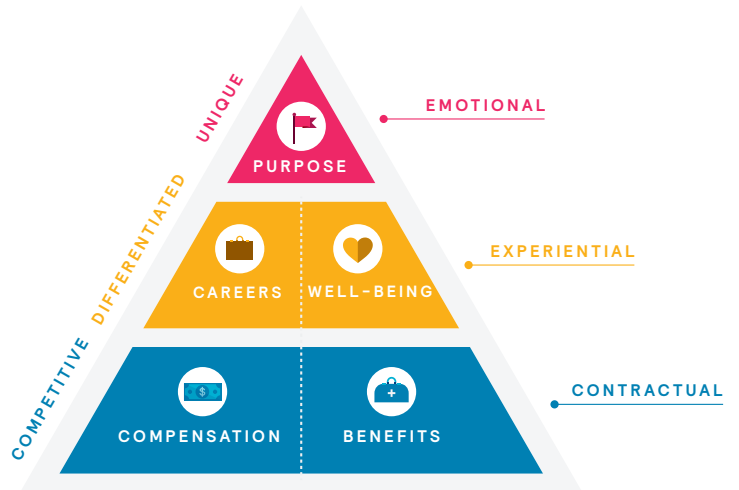 UNIQUE
EMOTIONAL
PURPOSE
DIFFERENTIATED
EXPERIENTIAL
CAREERS
WELL-BEING
COMPETITIVE
CONTRACTUAL
$
COMPENSATION
BENEFITS